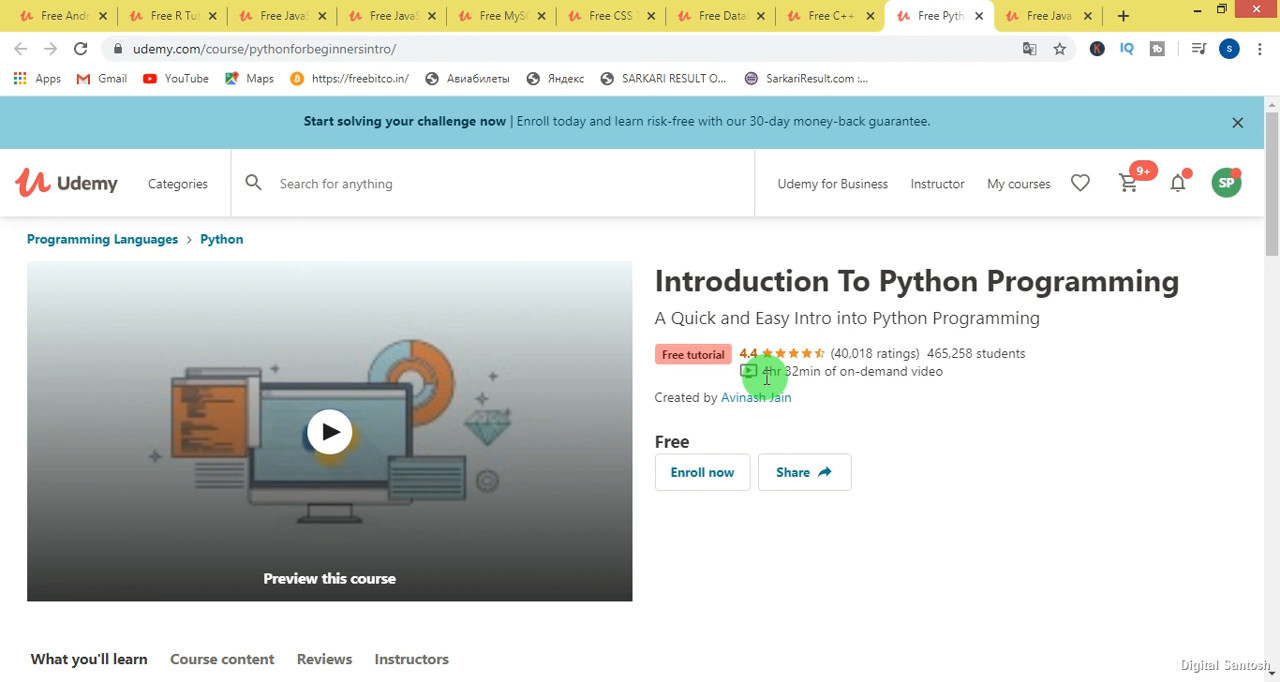 Free Andr
Free R Tu
Free Java
Free Java
Free MyS
Free CSS
Free Data
Free C++
Free Pyth
Free Java
udemy.com/course/pythonforbeginnersintro/
K
IQ
S
Apps
Gmail
YouTube
Maps
https://freebitco.in/
Авиабилеты
Яндекс
SARKARI RESULT O...
SarkariResult.com :...
Start solving your challenge now | Enroll today and learn risk-free with our 30-day money-back guarantee.
Udemy
Categories
Search for anything
Udemy for Business
Instructor
My courses
9+
SP
Programming Languages > Python
Introduction To Python Programming
A Quick and Easy Intro into Python Programming
Free tutorial 4.4 (40,018 ratings) 465,258 students
32min of on-demand video
Created by Avinash Jain
Free
Enroll now
Share
Preview this course
What you'll learn
Course content
Reviews
Instructors
Digital Santosh